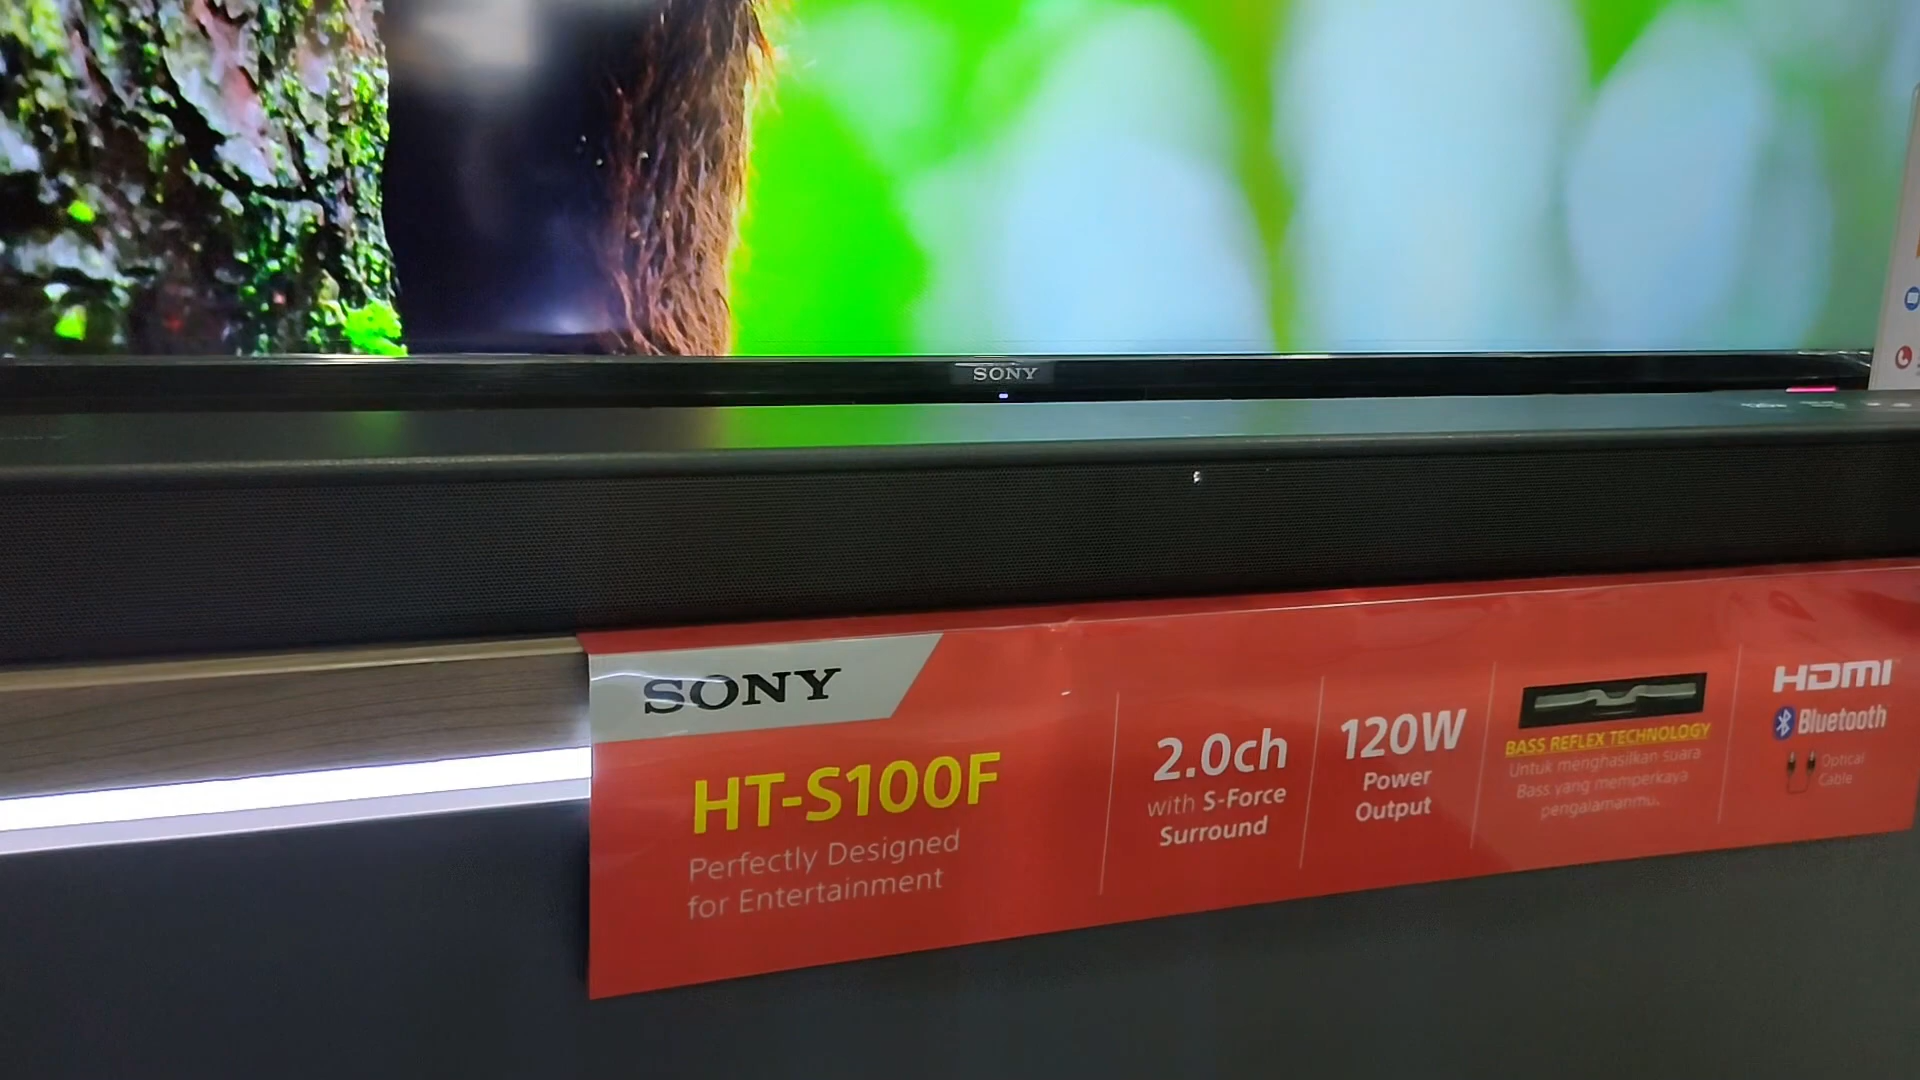 SONY
SONY
HT-S100F
Perfectly Designed
for Entertainment
2.0ch
with S-Force
Surround
120W
Power
Output
BASS REFLEX TECHNOLOGY
Untuk menghasilkan suara
Bass yang memperkaya
pengalamanmu.
HDMI
Bluetooth
Optical
Cable